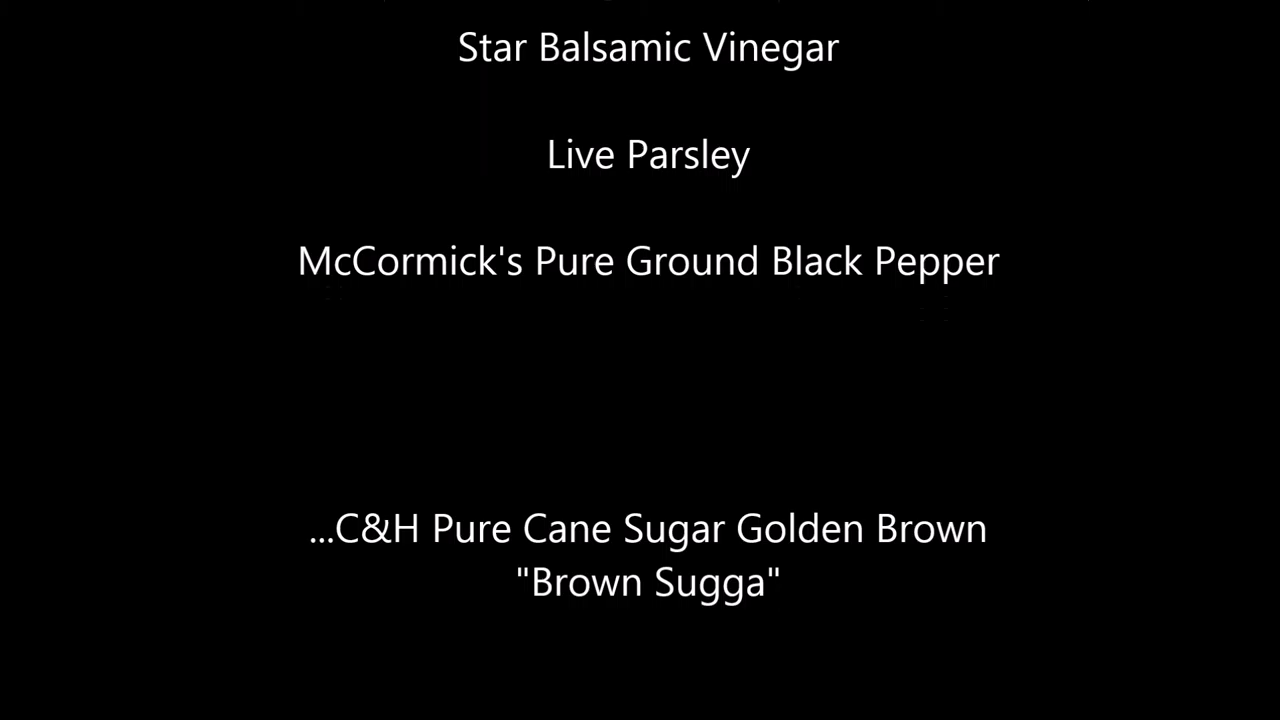 Star Balsamic Vinegar
Live Parsley
McCormick's Pure Ground Black Pepper
...C&H Pure Cane Sugar Golden Brown
"Brown Sugga"